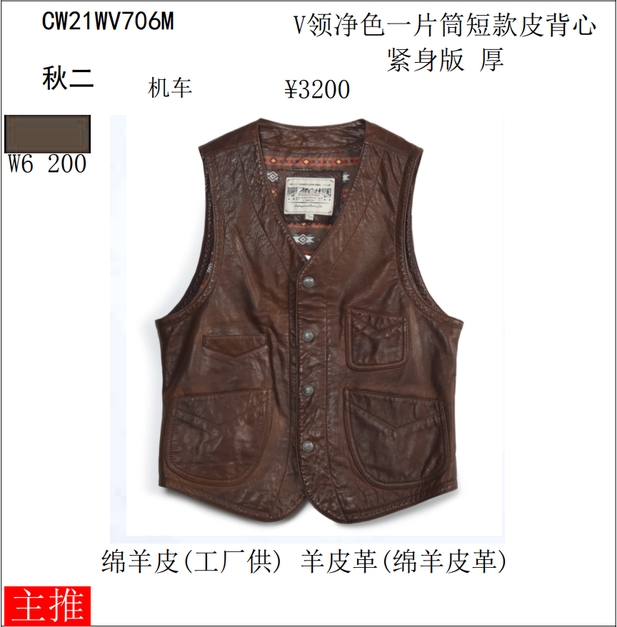 CW21WV706M
V领净色一片筒短款皮背心
紧身版 厚
秋二
机车
¥3200
W6 200
绵羊皮(工厂供) 羊皮革(绵羊皮革)
主推